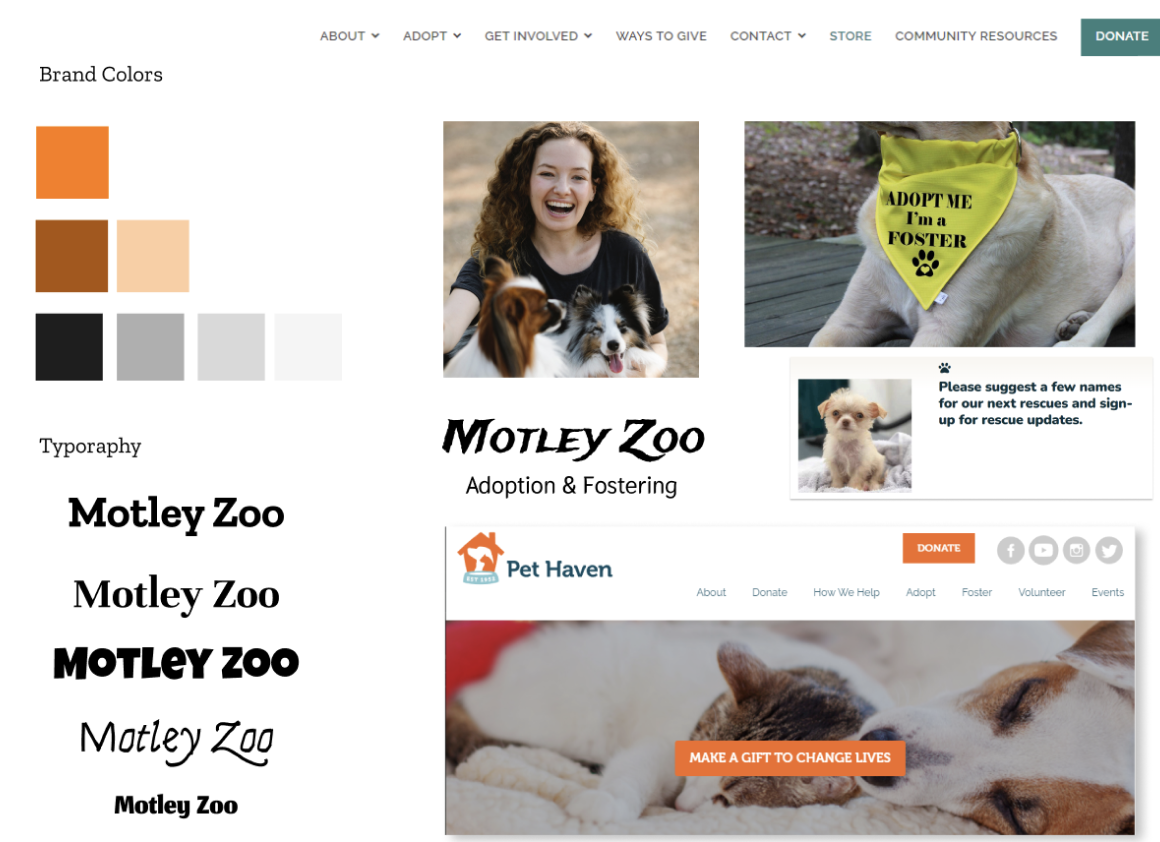 ABOUT ADOPT GET INVOLVED WAYS TO GIVE CONTACT STORE COMMUNITY RESOURCES DONATE
Brand Colors
ADOPT ME
I'm a
FOSTER
Please suggest a few names
for our next rescues and sign-
up for rescue updates.
Motley Zoo
Adoption & Fostering
Typoraphy
Motley Zoo
Motley Zoo
Motley Zoo
Motley Zoo
Motley Zoo
DONATE
Pet Haven
EST 1952
About Donate How We Help Adopt Foster Volunteer Events
MAKE A GIFT TO CHANGE LIVES